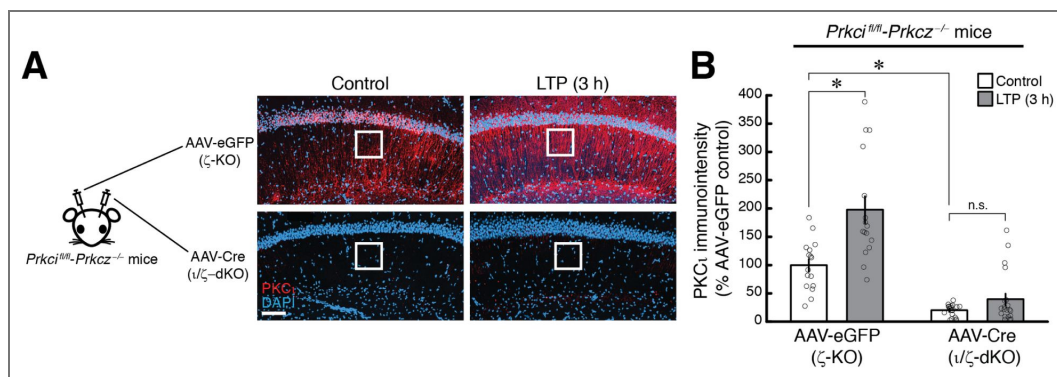 Prkci fl/fl-Prkcz−/− mice
A
B
Control
LTP (3 h)
AAV-eGFP
(ζ-KO)
AAV-Cre
(ι/ζ-dKO)
Prkci fl/fl-Prkcz−/− mice
PKCι
DAPI
Control
LTP (3 h)
*
*
n.s.
PKCι immunointensity
(% AAV-eGFP control)
400
350
300
250
200
150
100
50
0
AAV-eGFP
(ζ-KO)
AAV-Cre
(ι/ζ-dKO)